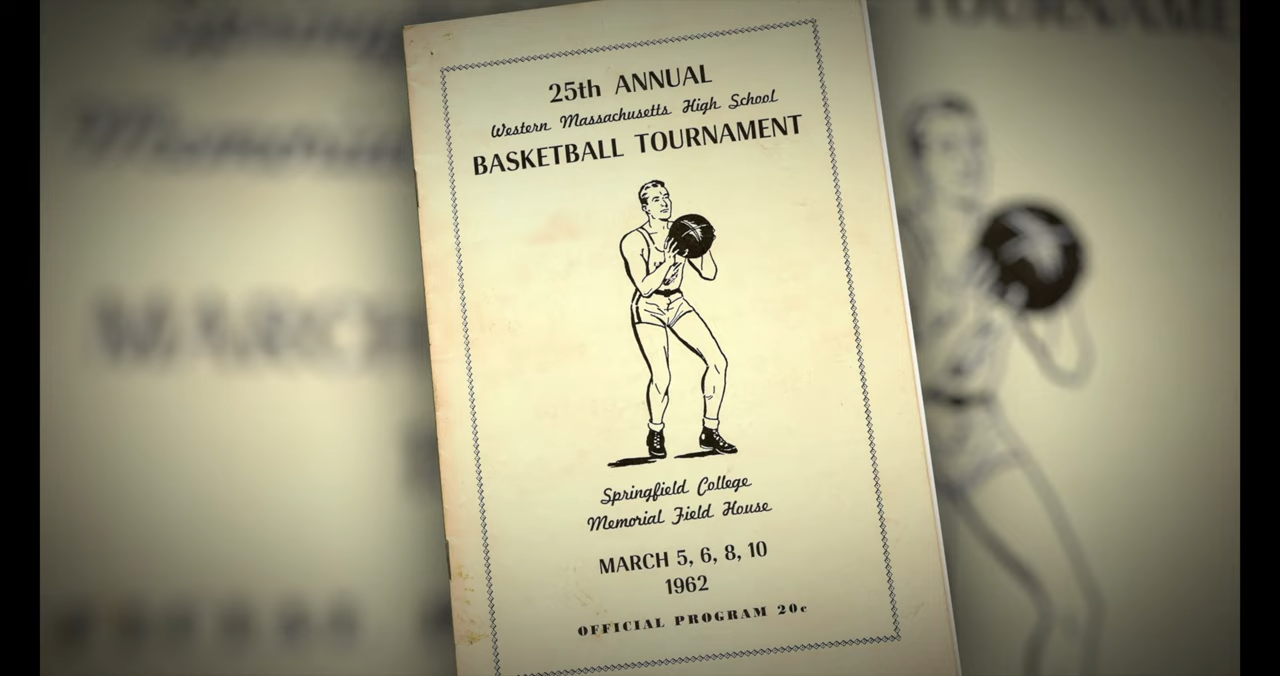 25th ANNUAL
Western Massachusetts High School
BASKETBALL TOURNAMENT
Springfield College
Memorial Field House
MARCH 5, 6, 8, 10
1962
OFFICIAL PROGRAM 20c